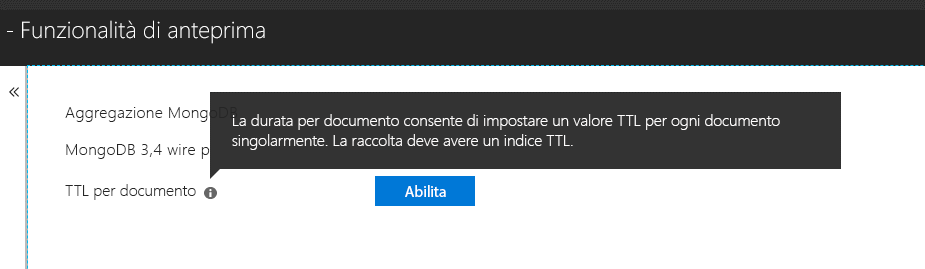 - Funzionalità di anteprima
«
Aggregazione MongoDB
La durata per documento consente di impostare un valore TTL per ogni documento
singolarmente. La raccolta deve avere un indice TTL.
MongoDB 3,4 wire p
TTL per documento
Abilita